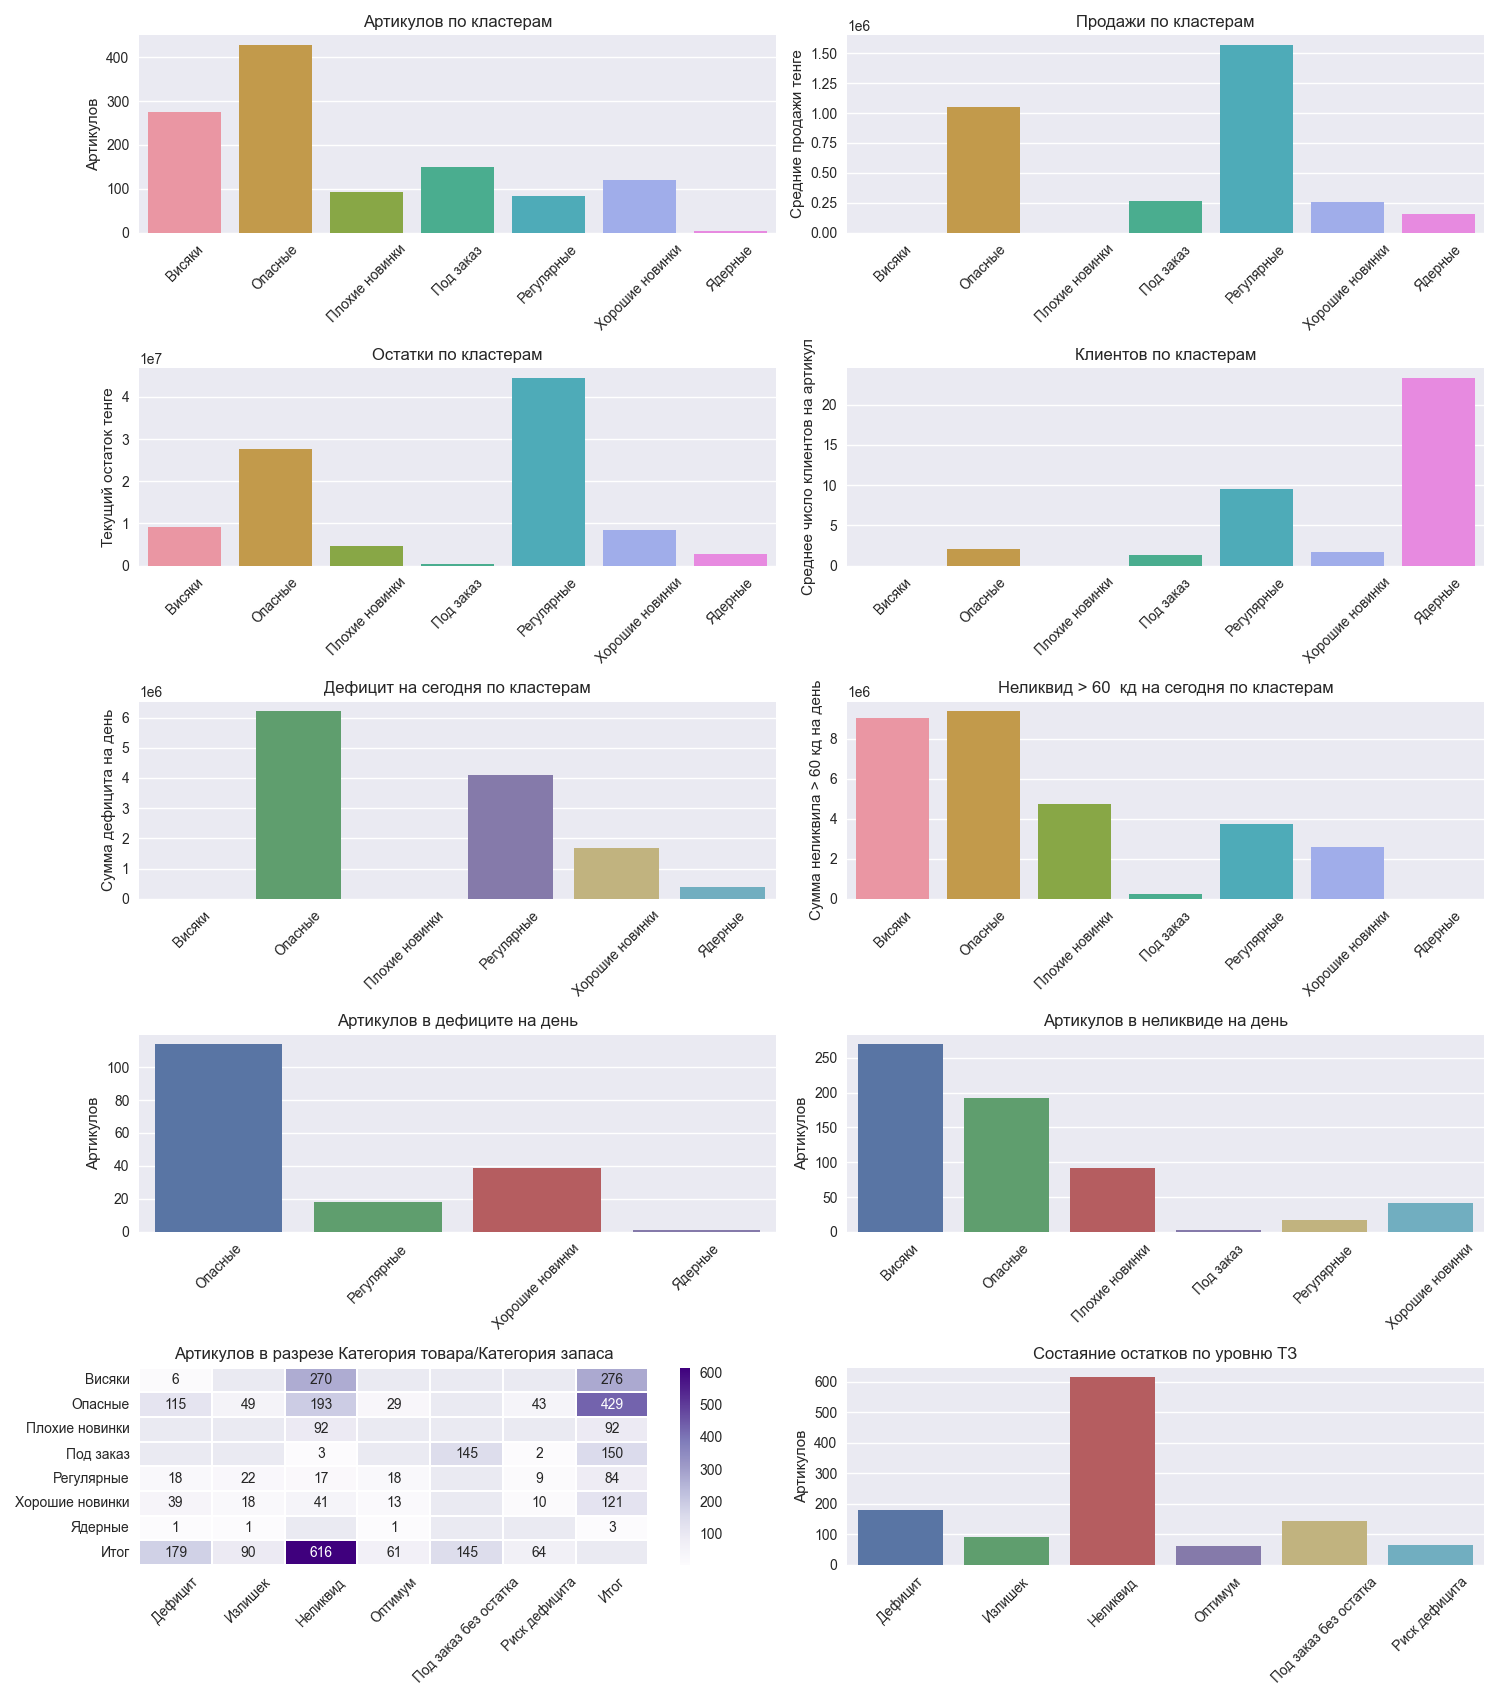 Артикулов по кластерам
Артикулов
400
300
200
100
0
Висяки
Опасные
Плохие новинки
Под заказ
Регулярные
Хорошие новинки
Ядерные
Продажи по кластерам
1e6
Средние продажи тенге
1.50
1.25
1.00
0.75
0.50
0.25
0.00
Висяки
Опасные
Плохие новинки
Под заказ
Регулярные
Хорошие новинки
Ядерные
Остатки по кластерам
1e7
Текущий остаток тенге
4
3
2
1
0
Висяки
Опасные
Плохие новинки
Под заказ
Регулярные
Хорошие новинки
Ядерные
Клиентов по кластерам
Среднее число клиентов на артикул
20
15
10
5
0
Висяки
Опасные
Плохие новинки
Под заказ
Регулярные
Хорошие новинки
Ядерные
Дефицит на сегодня по кластерам
1e6
Сумма дефицита на день
6
5
4
3
2
1
0
Висяки
Опасные
Плохие новинки
Регулярные
Хорошие новинки
Ядерные
Неликвид > 60  кд на сегодня по кластерам
1e6
Сумма неликвила > 60 кд на день
8
6
4
2
0
Висяки
Опасные
Плохие новинки
Под заказ
Регулярные
Хорошие новинки
Ядерные
Артикулов в дефиците на день
Артикулов
100
80
60
40
20
0
Опасные
Регулярные
Хорошие новинки
Ядерные
Артикулов в неликвиде на день
Артикулов
250
200
150
100
50
0
Висяки
Опасные
Плохие новинки
Под заказ
Регулярные
Хорошие новинки
Артикулов в разрезе Категория товара/Категория запаса
Висяки 6 270 276
Опасные 115 49 193 29 43 429
Плохие новинки 92 92
Под заказ 3 145 2 150
Регулярные 18 22 17 18 9 84
Хорошие новинки 39 18 41 13 10 121
Ядерные 1 1 1 3
Итог 179 90 616 61 145 64
Дефицит
Излишек
Неликвид
Оптимум
Под заказ без остатка
Риск дефицита
Итог
600
500
400
300
200
100
Состаяние остатков по уровню ТЗ
Артикулов
600
500
400
300
200
100
0
Дефицит
Излишек
Неликвид
Оптимум
Под заказ без остатка
Риск дефицита